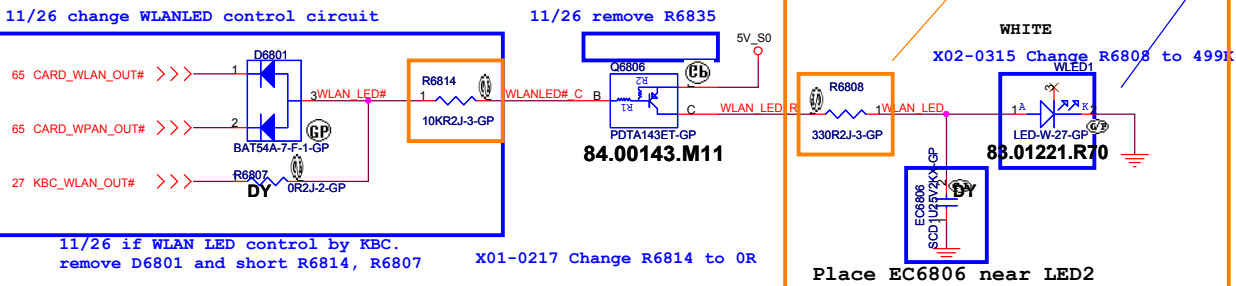 11/26 change WLANLED control circuit
11/26 remove R6835
WHITE
X02-0315 Change R6808 to 499R
5V_S0
D6801
65 CARD_WLAN_OUT#
1
3
WLAN_LED#
65 CARD_WPAN_OUT#
2
GP
BAT54A-7-F-1-GP
27 KBC_WLAN_OUT#
1
R6807
DY
0R2J-2-GP
R6814
1
10KR2J-3-GP
WLANLED#_C
Q6806
B
R1
R2
C
PDTA143ET-GP
84.00143.M11
WLAN_LED_R
R6808
1
330R2J-3-GP
WLAN_LED
WLED1
1
A
3
K
2
LED-W-27-GP
83.01221.R70
EC6806
SCD1U25V2KX-GP
1
2
DY
11/26 if WLAN LED control by KBC.
remove D6801 and short R6814, R6807
X01-0217 Change R6814 to 0R
Place EC6806 near LED2